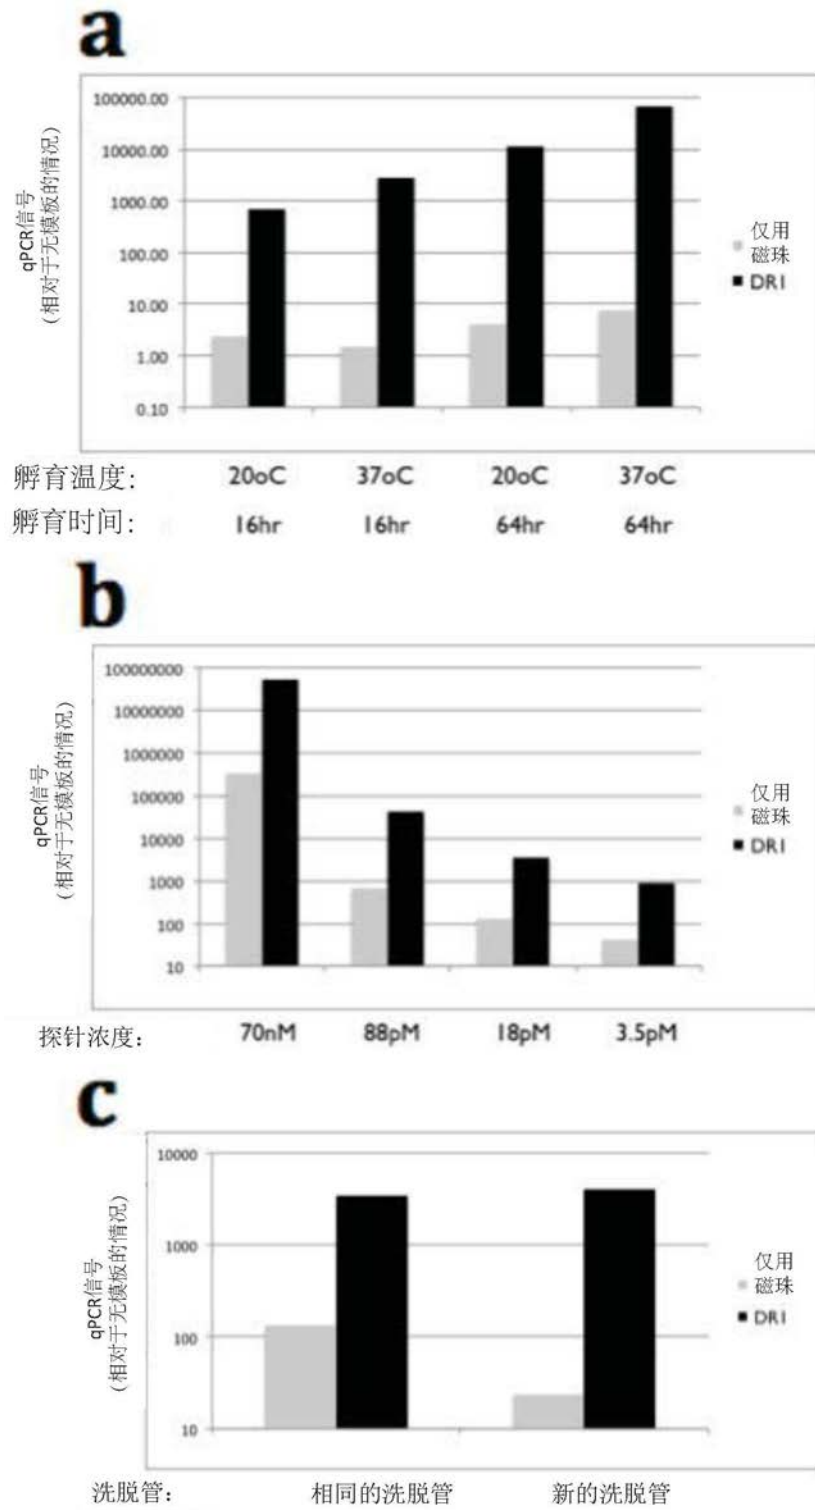 a
qPCR信号
(相对于无模板的情况)
100000.00
10000.00
1000.00
100.00
10.00
1.00
0.10
仅用
磁珠
DR1
孵育温度: 20oC 37oC 20oC 37oC
孵育时间: 16hr 16hr 64hr 64hr
b
qPCR信号
(相对于无模板的情况)
100000000
10000000
1000000
100000
10000
1000
100
10
仅用
磁珠
DR1
探针浓度: 70nM 88pM 18pM 3.5pM
c
qPCR信号
(相对于无模板的情况)
10000
1000
100
10
仅用
磁珠
DR1
洗脱管: 相同的洗脱管 新的洗脱管